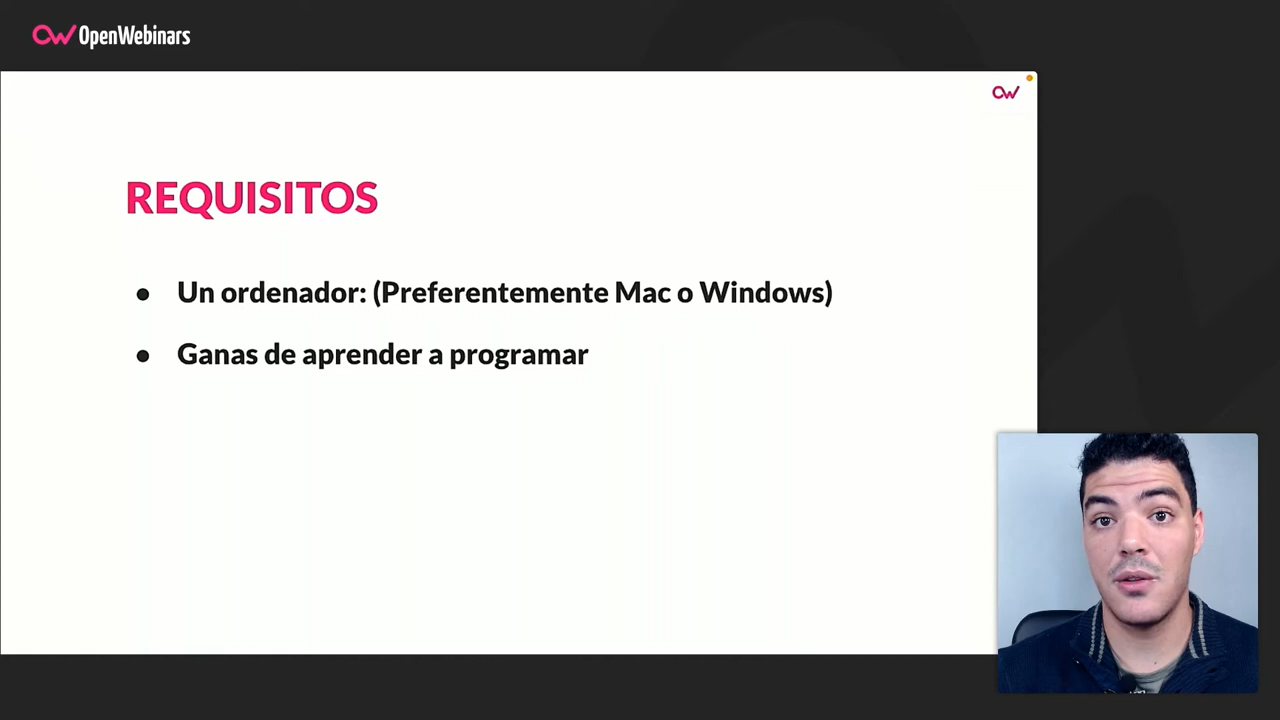 OpenWebinars
REQUISITOS
● Un ordenador: (Preferentemente Mac o Windows)
● Ganas de aprender a programar